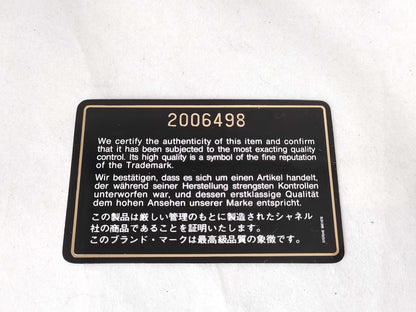 2006498
We certify the authenticity of this item and confirm
that it has been subjected to the most exacting quality
control. Its high quality is a symbol of the fine reputation
of the Trademark.
Wir bestätigen, dass es sich um einen Artikel handelt,
der während seiner Herstellung strengsten Kontrollen
unterworfen war, und dessen erstklassige Qualität
dem hohen Ansehen unserer Marke entspricht.
この製品は厳しい管理のもとに製造されたシャネル
社の商品であることを証明いたします。
このブランド・マークは最高級品質の象徴です。